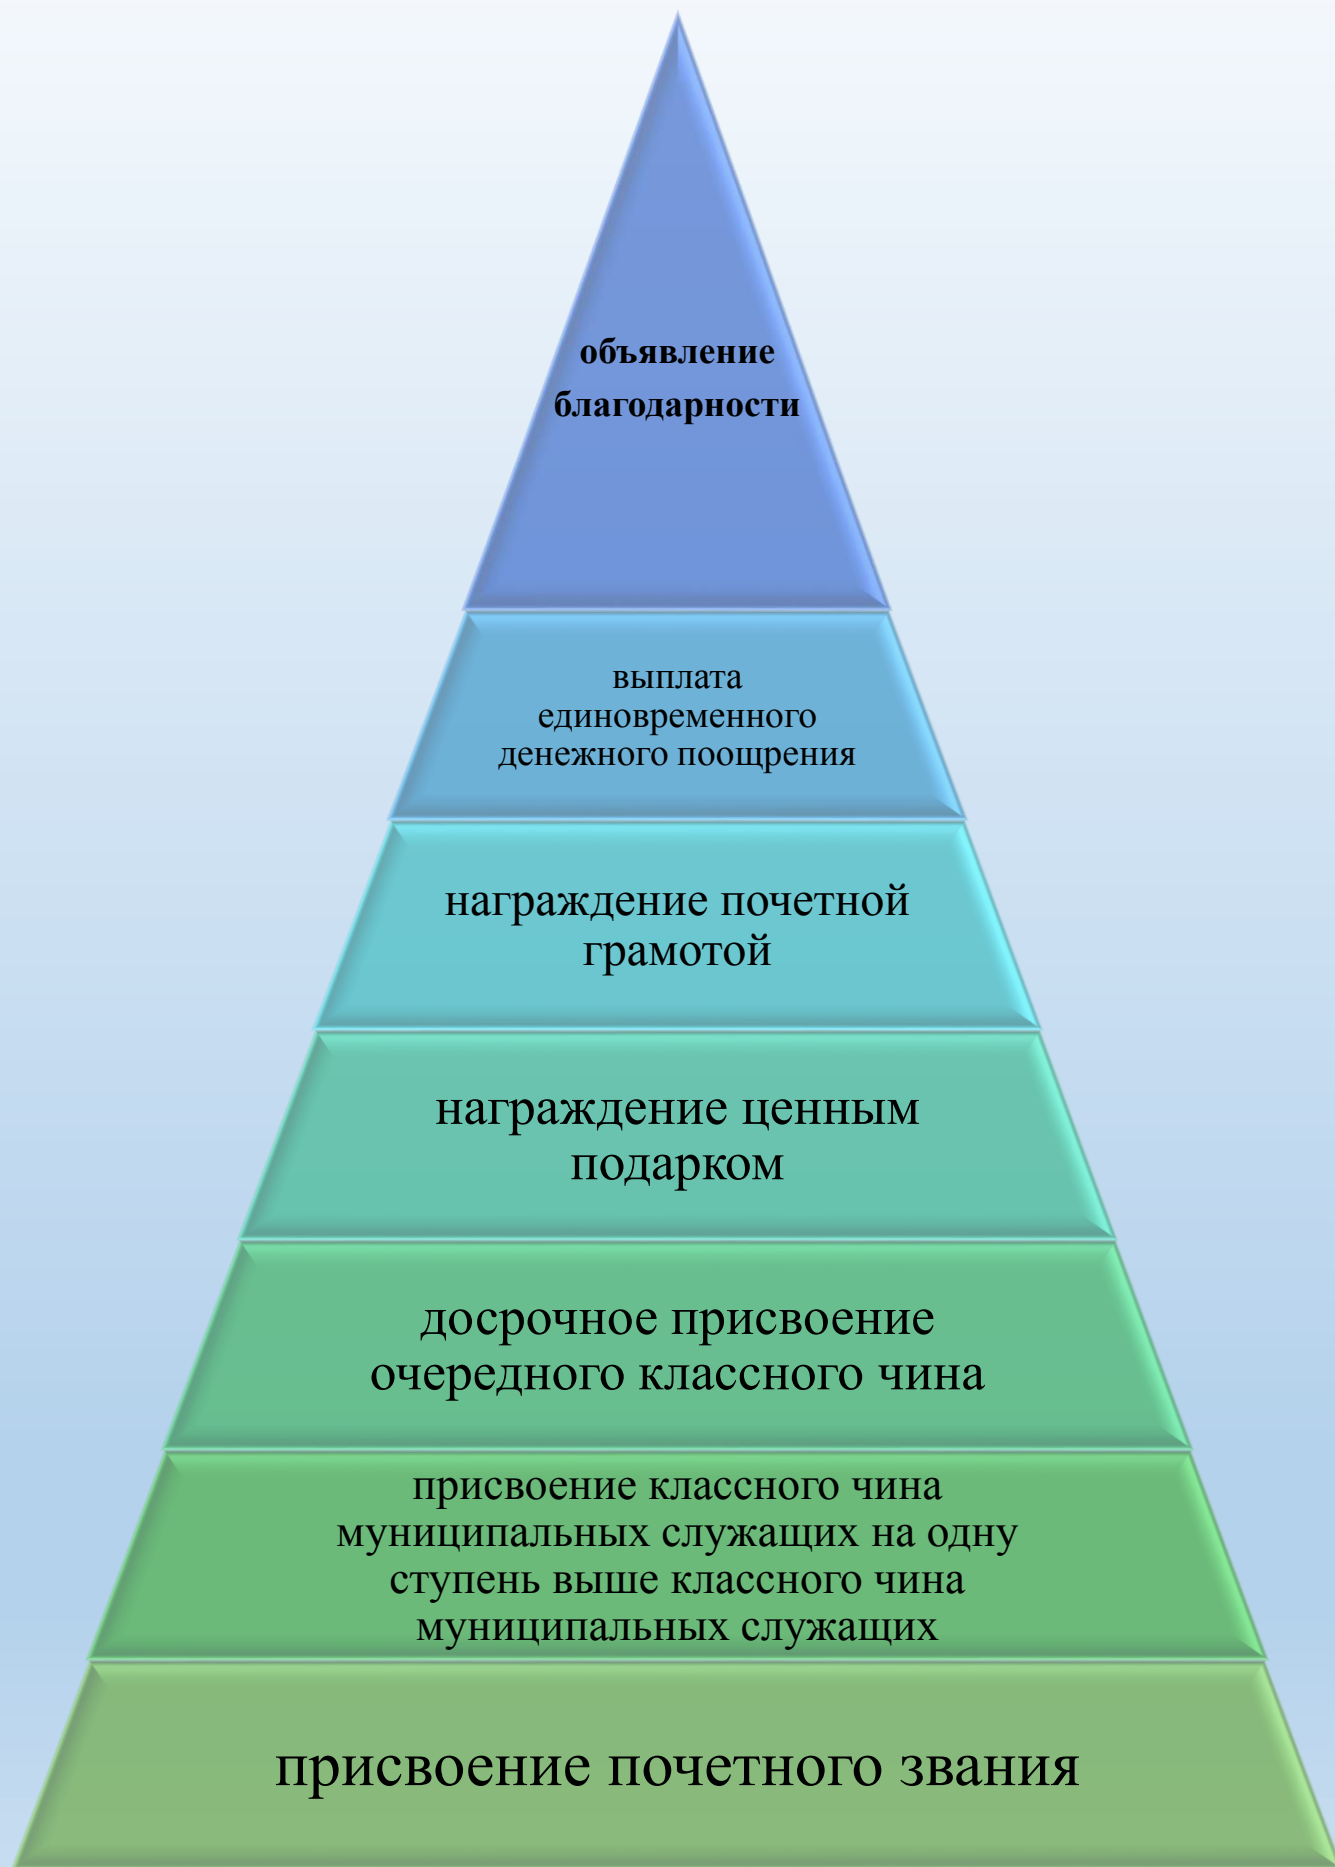 объявление
благодарности
выплата
единовременного
денежного поощрения
награждение почетной
грамотой
награждение ценным
подарком
досрочное присвоение
очередного классного чина
присвоение классного чина
муниципальных служащих на одну
ступень выше классного чина
муниципальных служащих
присвоение почетного звания